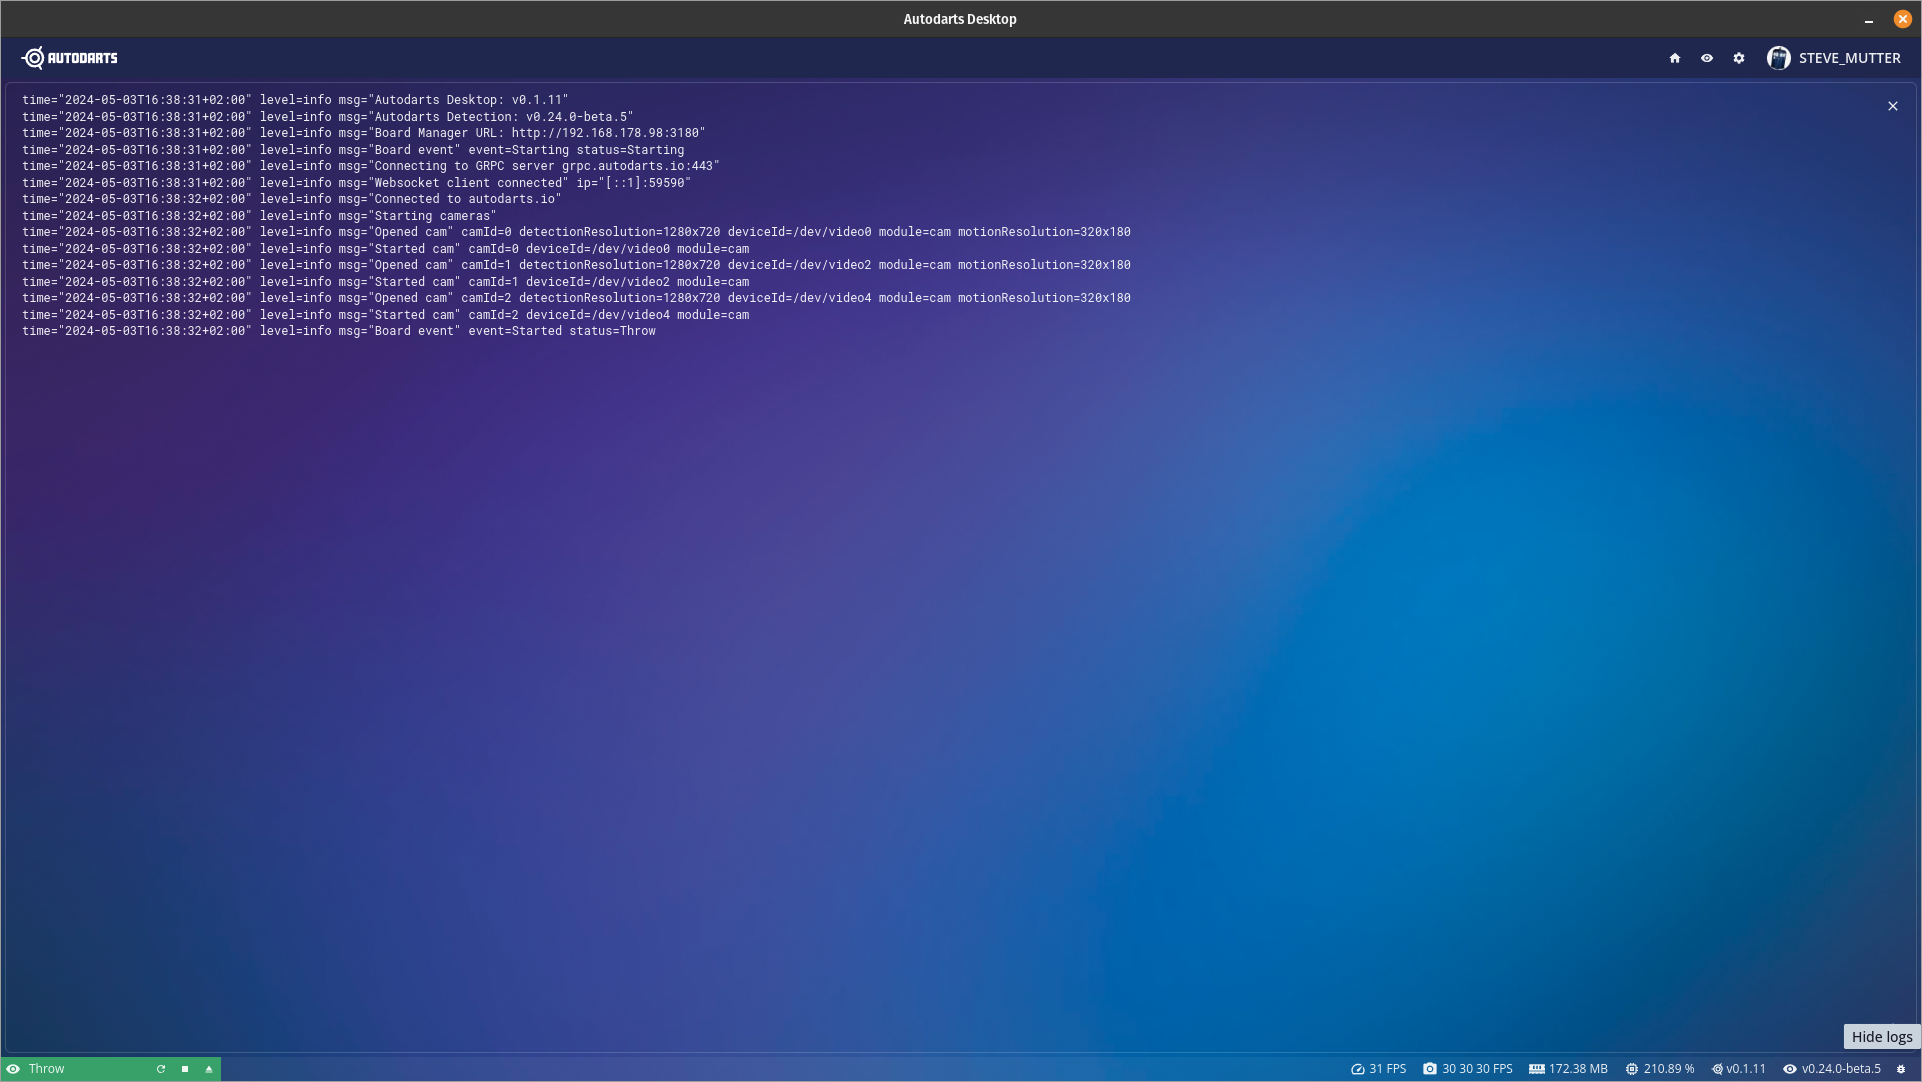 Autodarts Desktop
AUTODARTS
STEVE_MUTTER
time="2024-05-03T16:38:31+02:00" level=info msg="Autodarts Desktop: v0.1.11"
time="2024-05-03T16:38:31+02:00" level=info msg="Autodarts Detection: v0.24.0-beta.5"
time="2024-05-03T16:38:31+02:00" level=info msg="Board Manager URL: http://192.168.178.98:3180"
time="2024-05-03T16:38:31+02:00" level=info msg="Board event" event=Starting status=Starting
time="2024-05-03T16:38:31+02:00" level=info msg="Connecting to GRPC server grpc.autodarts.io:443"
time="2024-05-03T16:38:31+02:00" level=info msg="Websocket client connected" ip="[::1]:59590"
time="2024-05-03T16:38:32+02:00" level=info msg="Connected to autodarts.io"
time="2024-05-03T16:38:32+02:00" level=info msg="Starting cameras"
time="2024-05-03T16:38:32+02:00" level=info msg="Opened cam" camId=0 detectionResolution=1280x720 deviceId=/dev/video0 module=cam motionResolution=320x180
time="2024-05-03T16:38:32+02:00" level=info msg="Started cam" camId=0 deviceId=/dev/video0 module=cam
time="2024-05-03T16:38:32+02:00" level=info msg="Opened cam" camId=1 detectionResolution=1280x720 deviceId=/dev/video2 module=cam motionResolution=320x180
time="2024-05-03T16:38:32+02:00" level=info msg="Started cam" camId=1 deviceId=/dev/video2 module=cam
time="2024-05-03T16:38:32+02:00" level=info msg="Opened cam" camId=2 detectionResolution=1280x720 deviceId=/dev/video4 module=cam motionResolution=320x180
time="2024-05-03T16:38:32+02:00" level=info msg="Started cam" camId=2 deviceId=/dev/video4 module=cam
time="2024-05-03T16:38:32+02:00" level=info msg="Board event" event=Started status=Throw
Hide logs
Throw
31 FPS
30 30 30 FPS
172.38 MB
210.89 %
v0.1.11
v0.24.0-beta.5